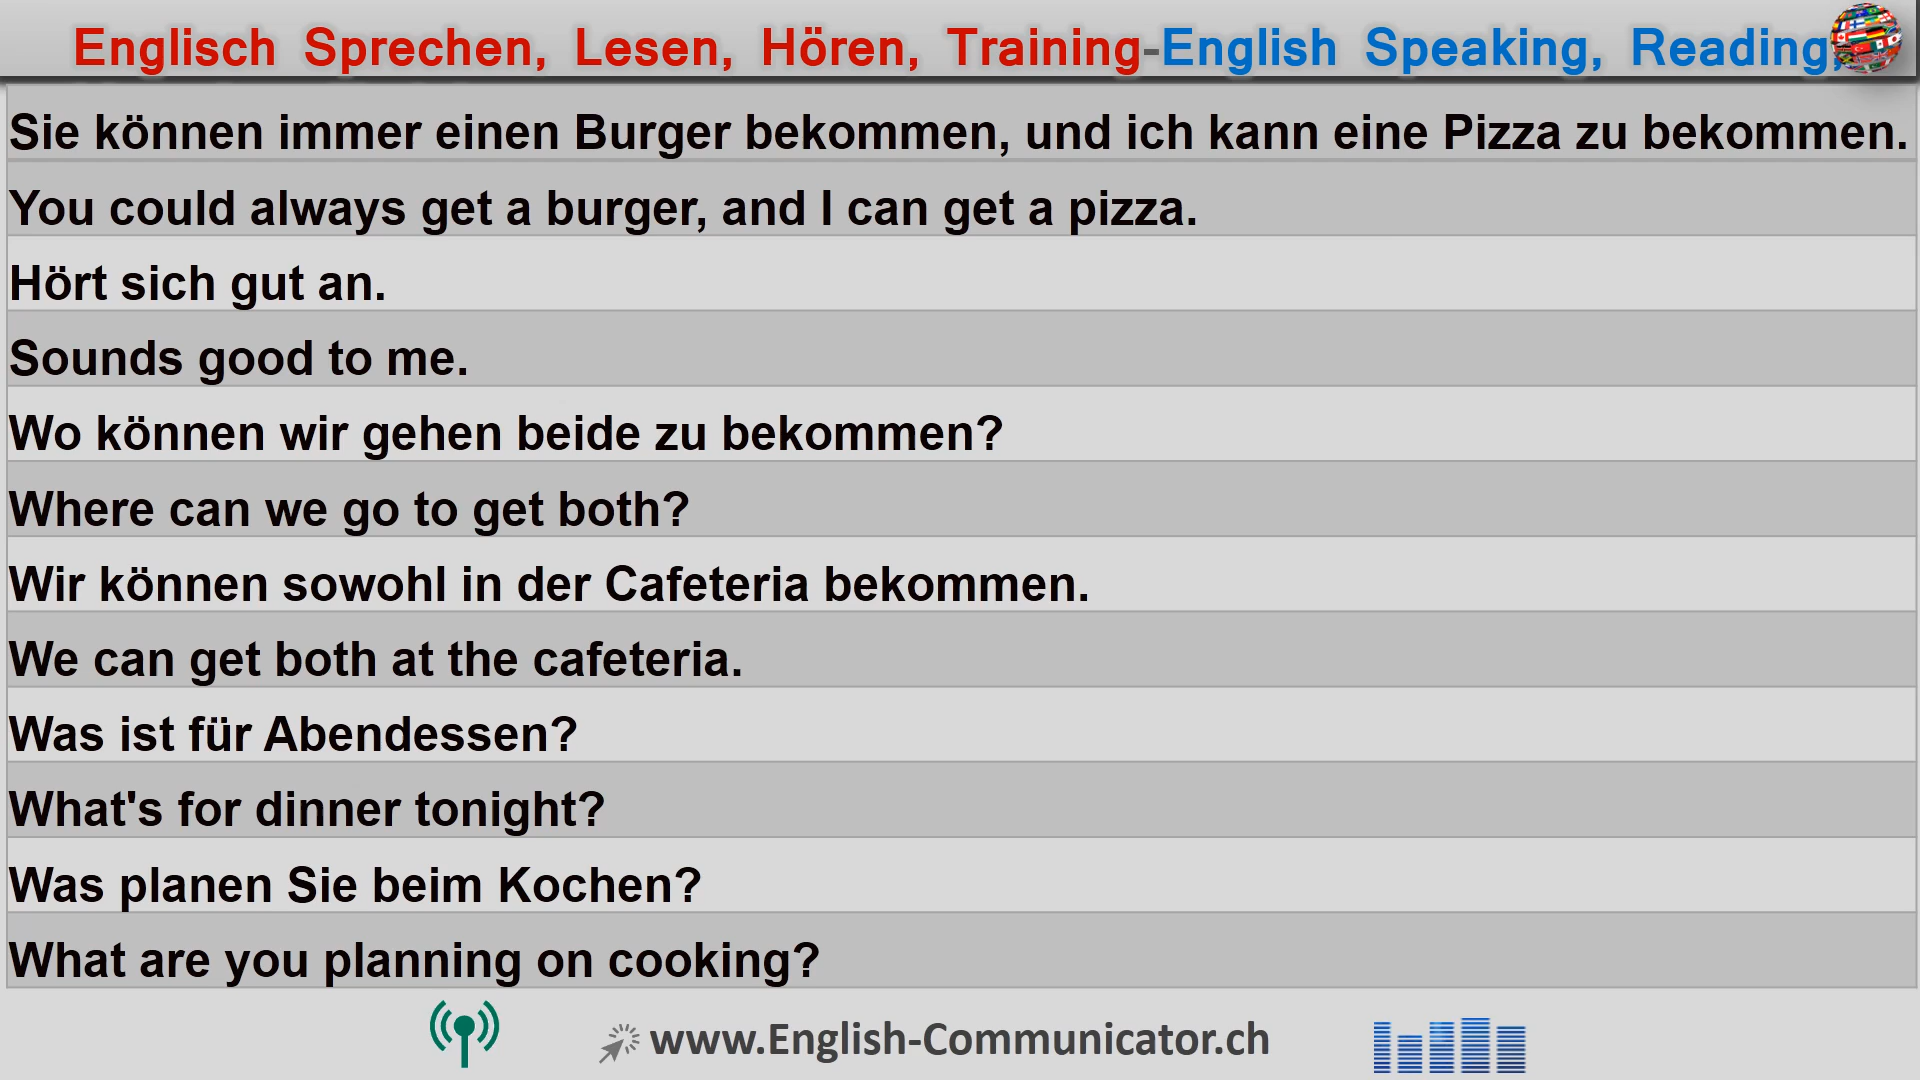 Englisch Sprechen, Lesen, Hören, Training-English Speaking, Reading,
Sie können immer einen Burger bekommen, und ich kann eine Pizza zu bekommen.
You could always get a burger, and I can get a pizza.
Hört sich gut an.
Sounds good to me.
Wo können wir gehen beide zu bekommen?
Where can we go to get both?
Wir können sowohl in der Cafeteria bekommen.
We can get both at the cafeteria.
Was ist für Abendessen?
What's for dinner tonight?
Was planen Sie beim Kochen?
What are you planning on cooking?
www.English-Communicator.ch